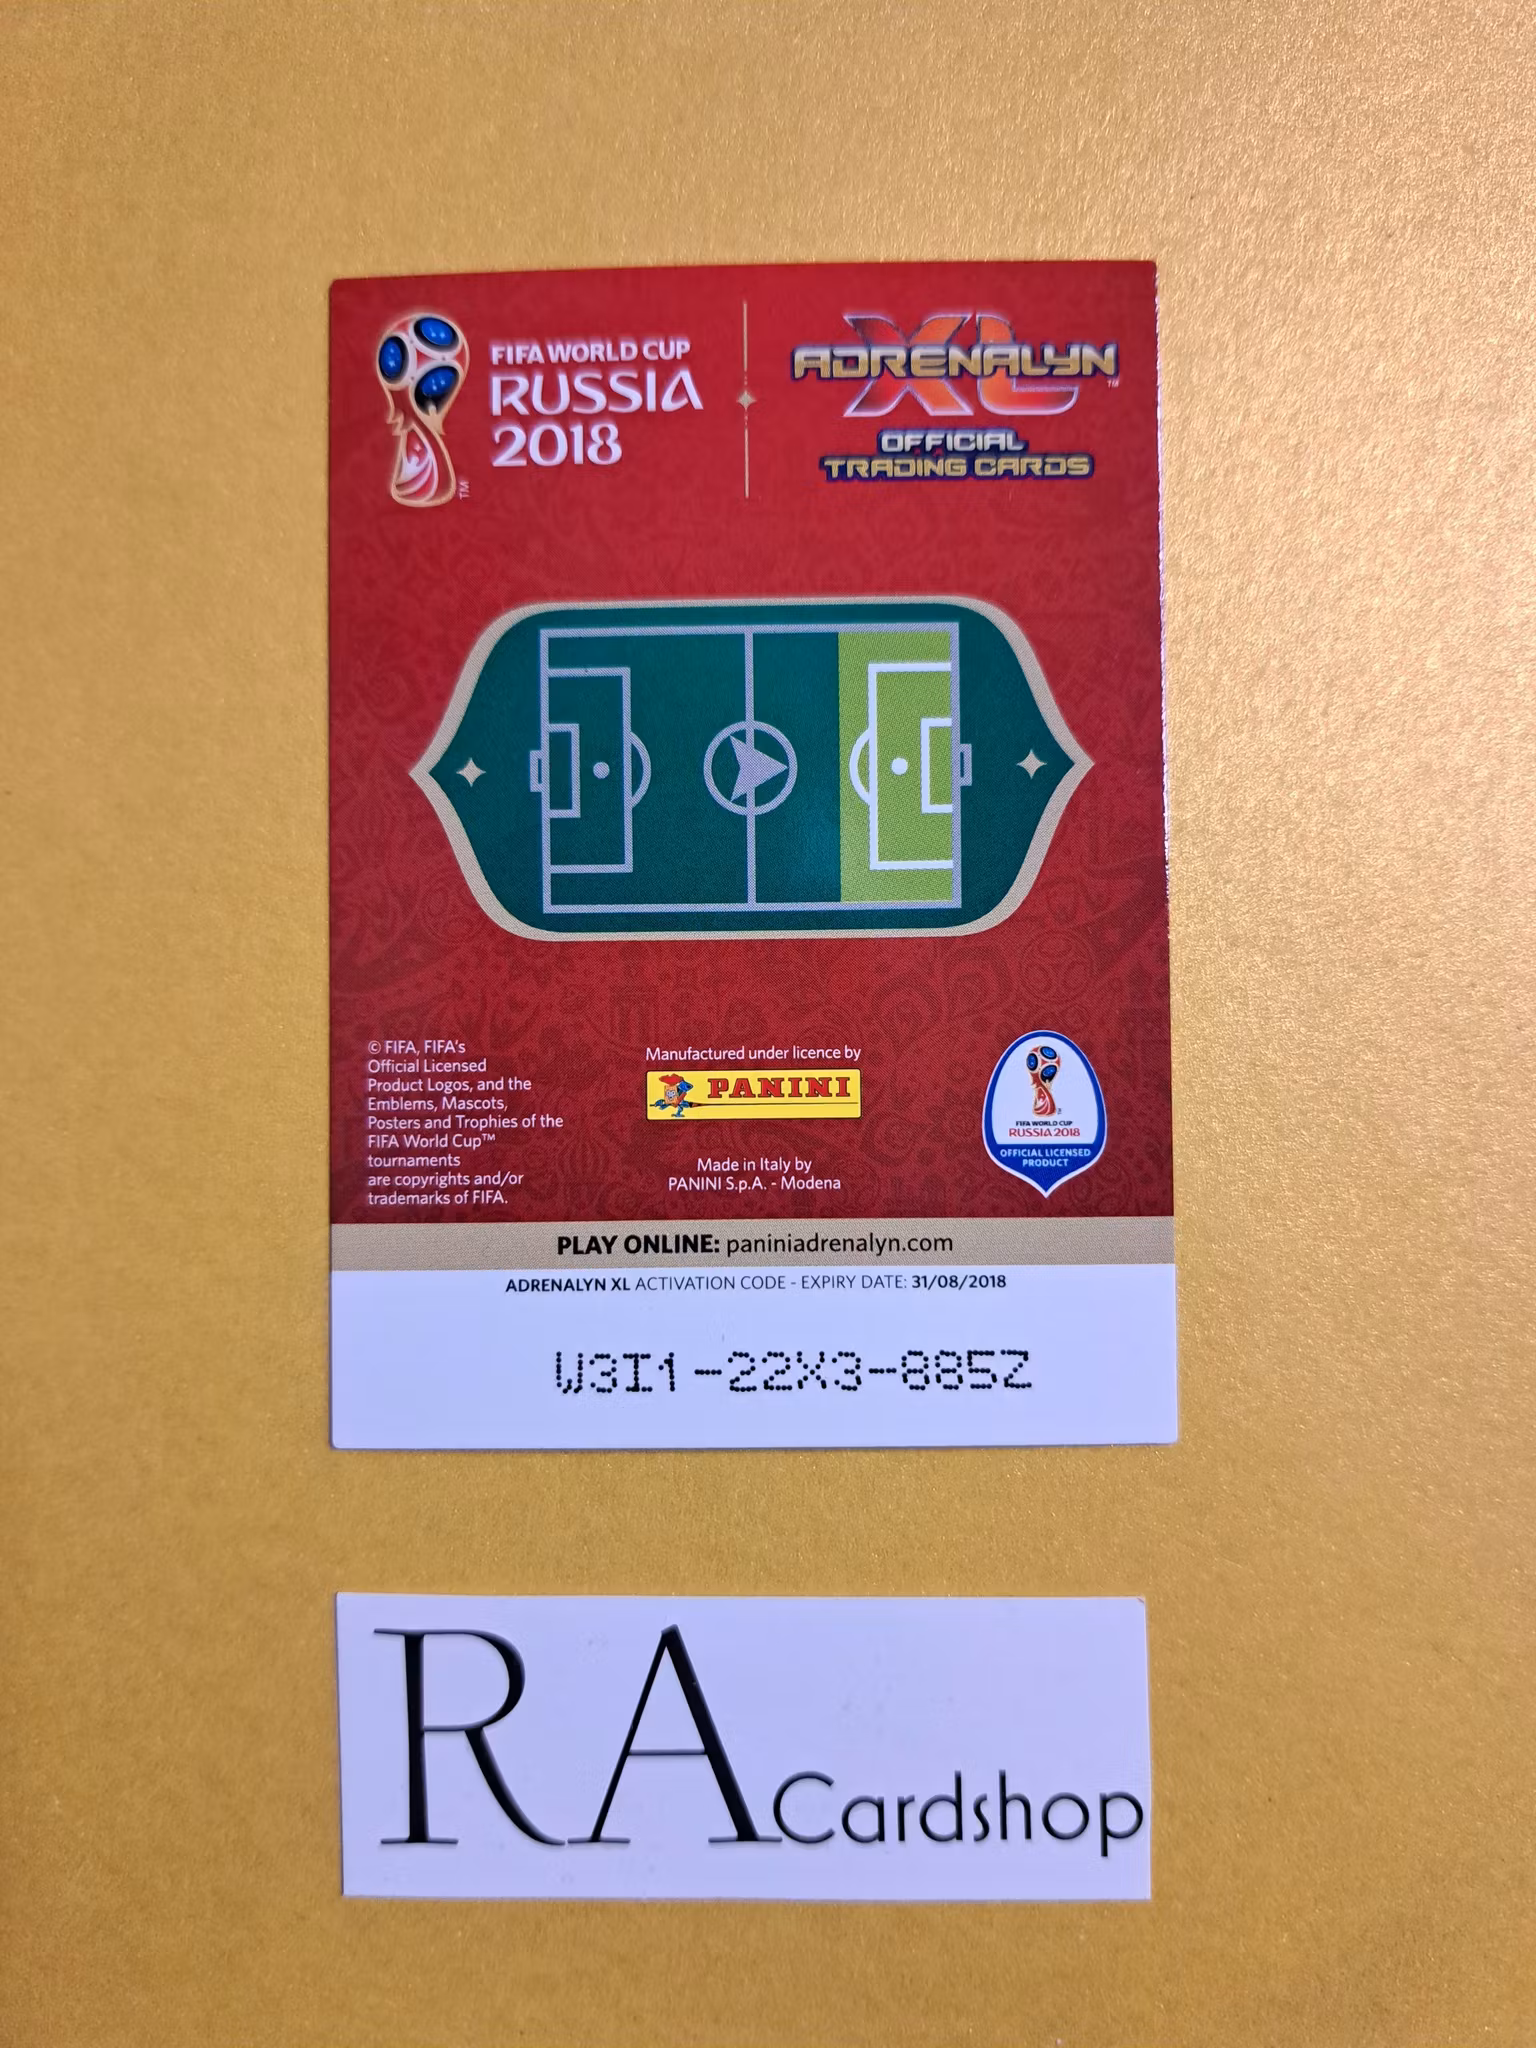 FIFA WORLD CUP
RUSSIA
2018
TM
ADRENALYN
XL
TM
OFFICIAL
TRADING CARDS
© FIFA, FIFA's
Official Licensed
Product Logos, and the
Emblems, Mascots,
Posters and Trophies of the
FIFA World Cup™
tournaments
are copyrights and/or
trademarks of FIFA.
Manufactured under licence by
PANINI
Made in Italy by
PANINI S.p.A. - Modena
FIFA WORLD CUP
RUSSIA 2018
OFFICIAL LICENSED
PRODUCT
PLAY ONLINE: paniniadrenalyn.com
ADRENALYN XL ACTIVATION CODE - EXPIRY DATE: 31/08/2018
W3I1-22X3-885Z
RA Cardshop